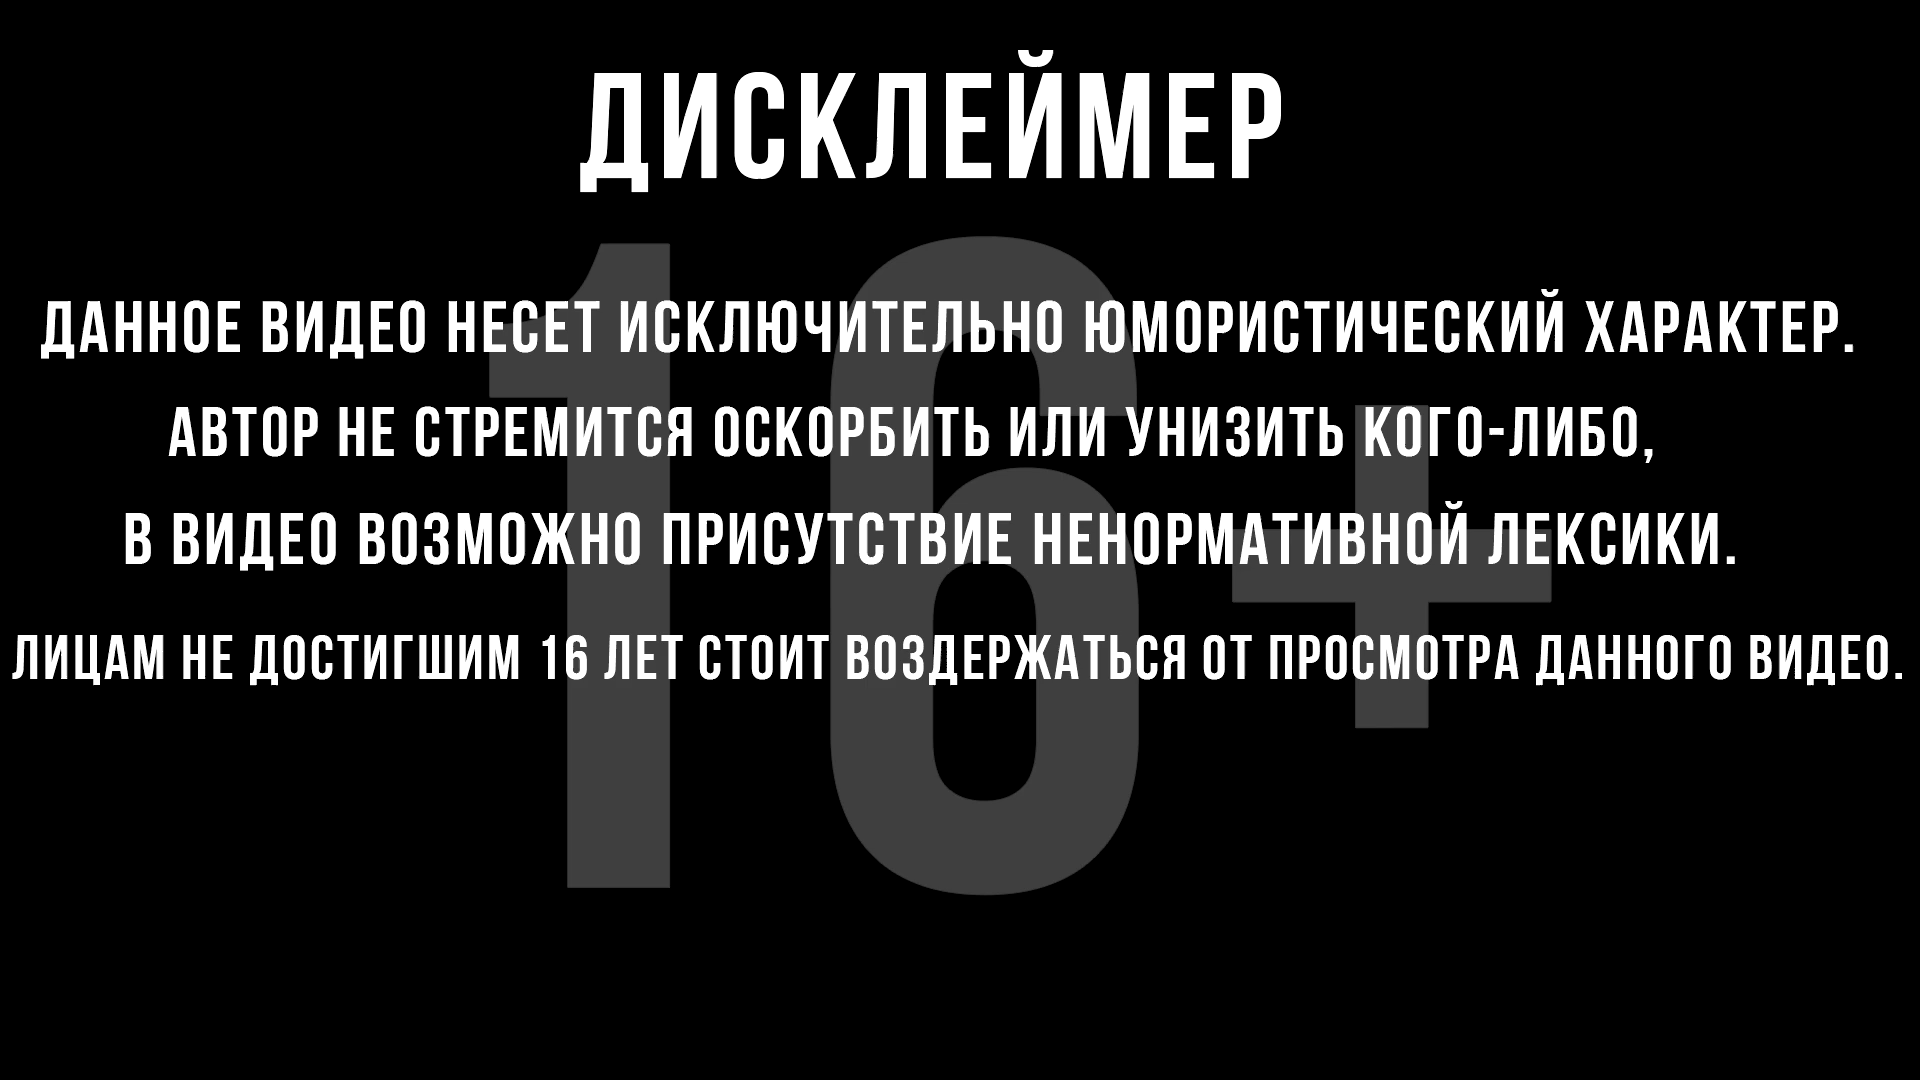 ДИСКЛЕЙМЕР
16+
ДАННОЕ ВИДЕО НЕСЕТ ИСКЛЮЧИТЕЛЬНО ЮМОРИСТИЧЕСКИЙ ХАРАКТЕР.
АВТОР НЕ СТРЕМИТСЯ ОСКОРБИТЬ ИЛИ УНИЗИТЬ КОГО-ЛИБО,
В ВИДЕО ВОЗМОЖНО ПРИСУТСТВИЕ НЕНОРМАТИВНОЙ ЛЕКСИКИ.
ЛИЦАМ НЕ ДОСТИГШИМ 16 ЛЕТ СТОИТ ВОЗДЕРЖАТЬСЯ ОТ ПРОСМОТРА ДАННОГО ВИДЕО.